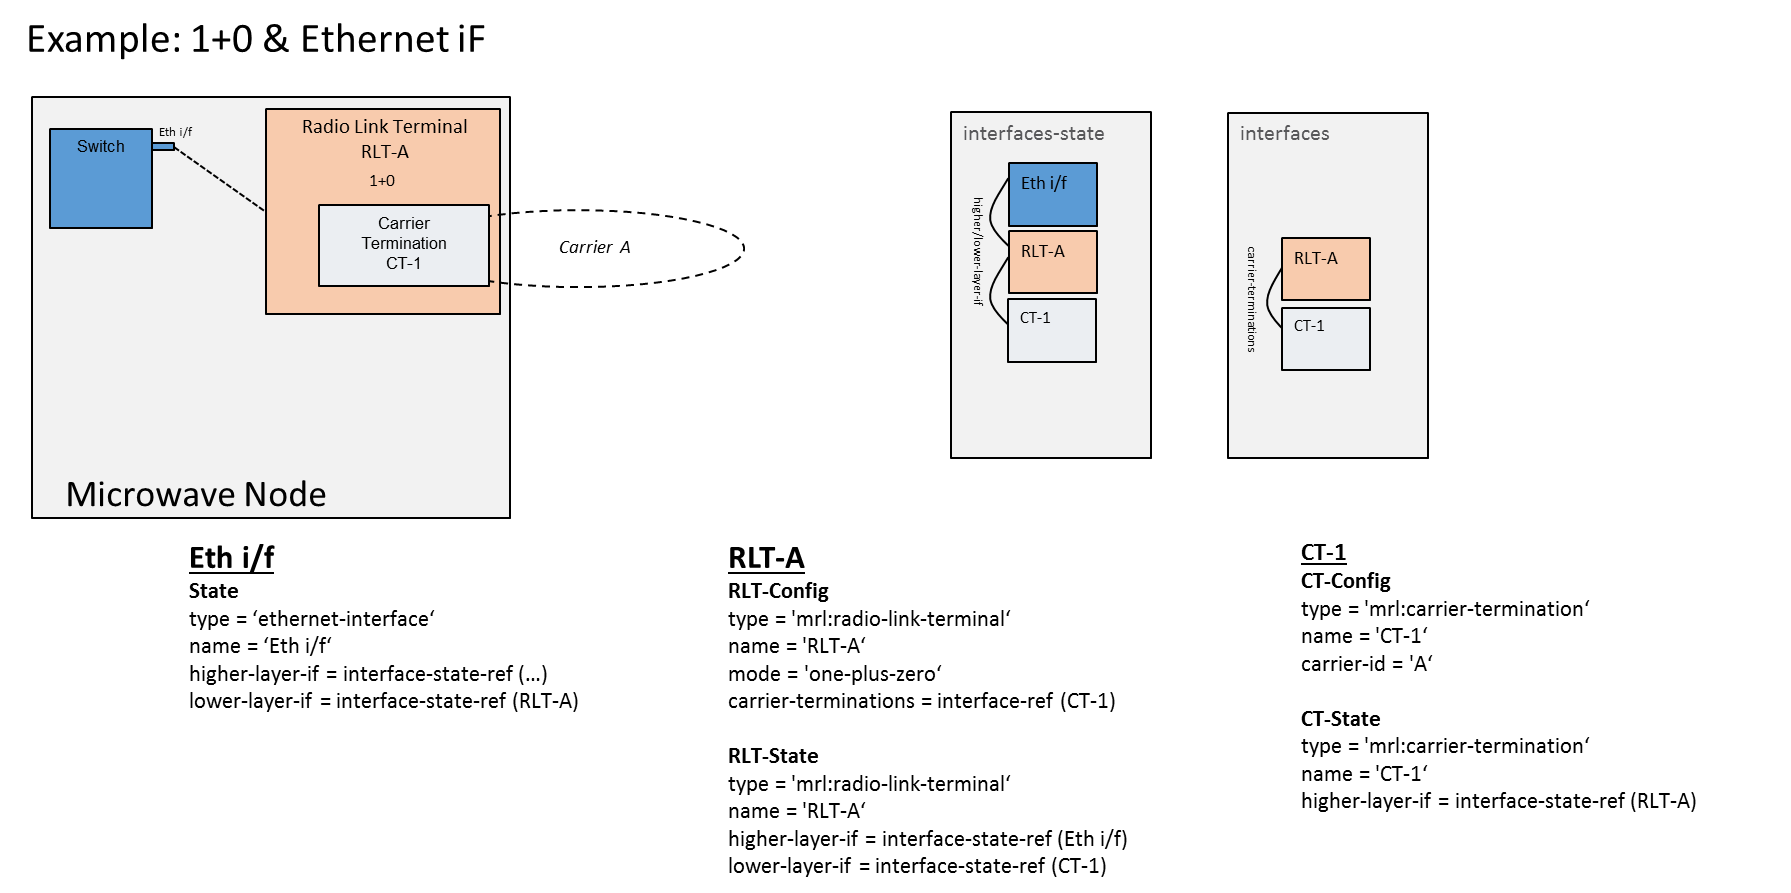 Example: 1+0 & Ethernet iF
Switch
Eth i/f
Radio Link Terminal
RLT-A
1+0
Carrier
Termination
CT-1
Carrier A
Microwave Node
interfaces-state
Eth i/f
RLT-A
CT-1
higher/lower-layer-if
interfaces
RLT-A
CT-1
carrier-terminations
Eth i/f
State
type = ‘ethernet-interface‘
name = ‘Eth i/f‘
higher-layer-if = interface-state-ref (...)
lower-layer-if = interface-state-ref (RLT-A)
RLT-A
RLT-Config
type = 'mrl:radio-link-terminal‘
name = 'RLT-A‘
mode = 'one-plus-zero‘
carrier-terminations = interface-ref (CT-1)
RLT-State
type = 'mrl:radio-link-terminal‘
name = 'RLT-A‘
higher-layer-if = interface-state-ref (Eth i/f)
lower-layer-if = interface-state-ref (CT-1)
CT-1
CT-Config
type = 'mrl:carrier-termination‘
name = 'CT-1‘
carrier-id = 'A‘
CT-State
type = 'mrl:carrier-termination‘
name = 'CT-1‘
higher-layer-if = interface-state-ref (RLT-A)